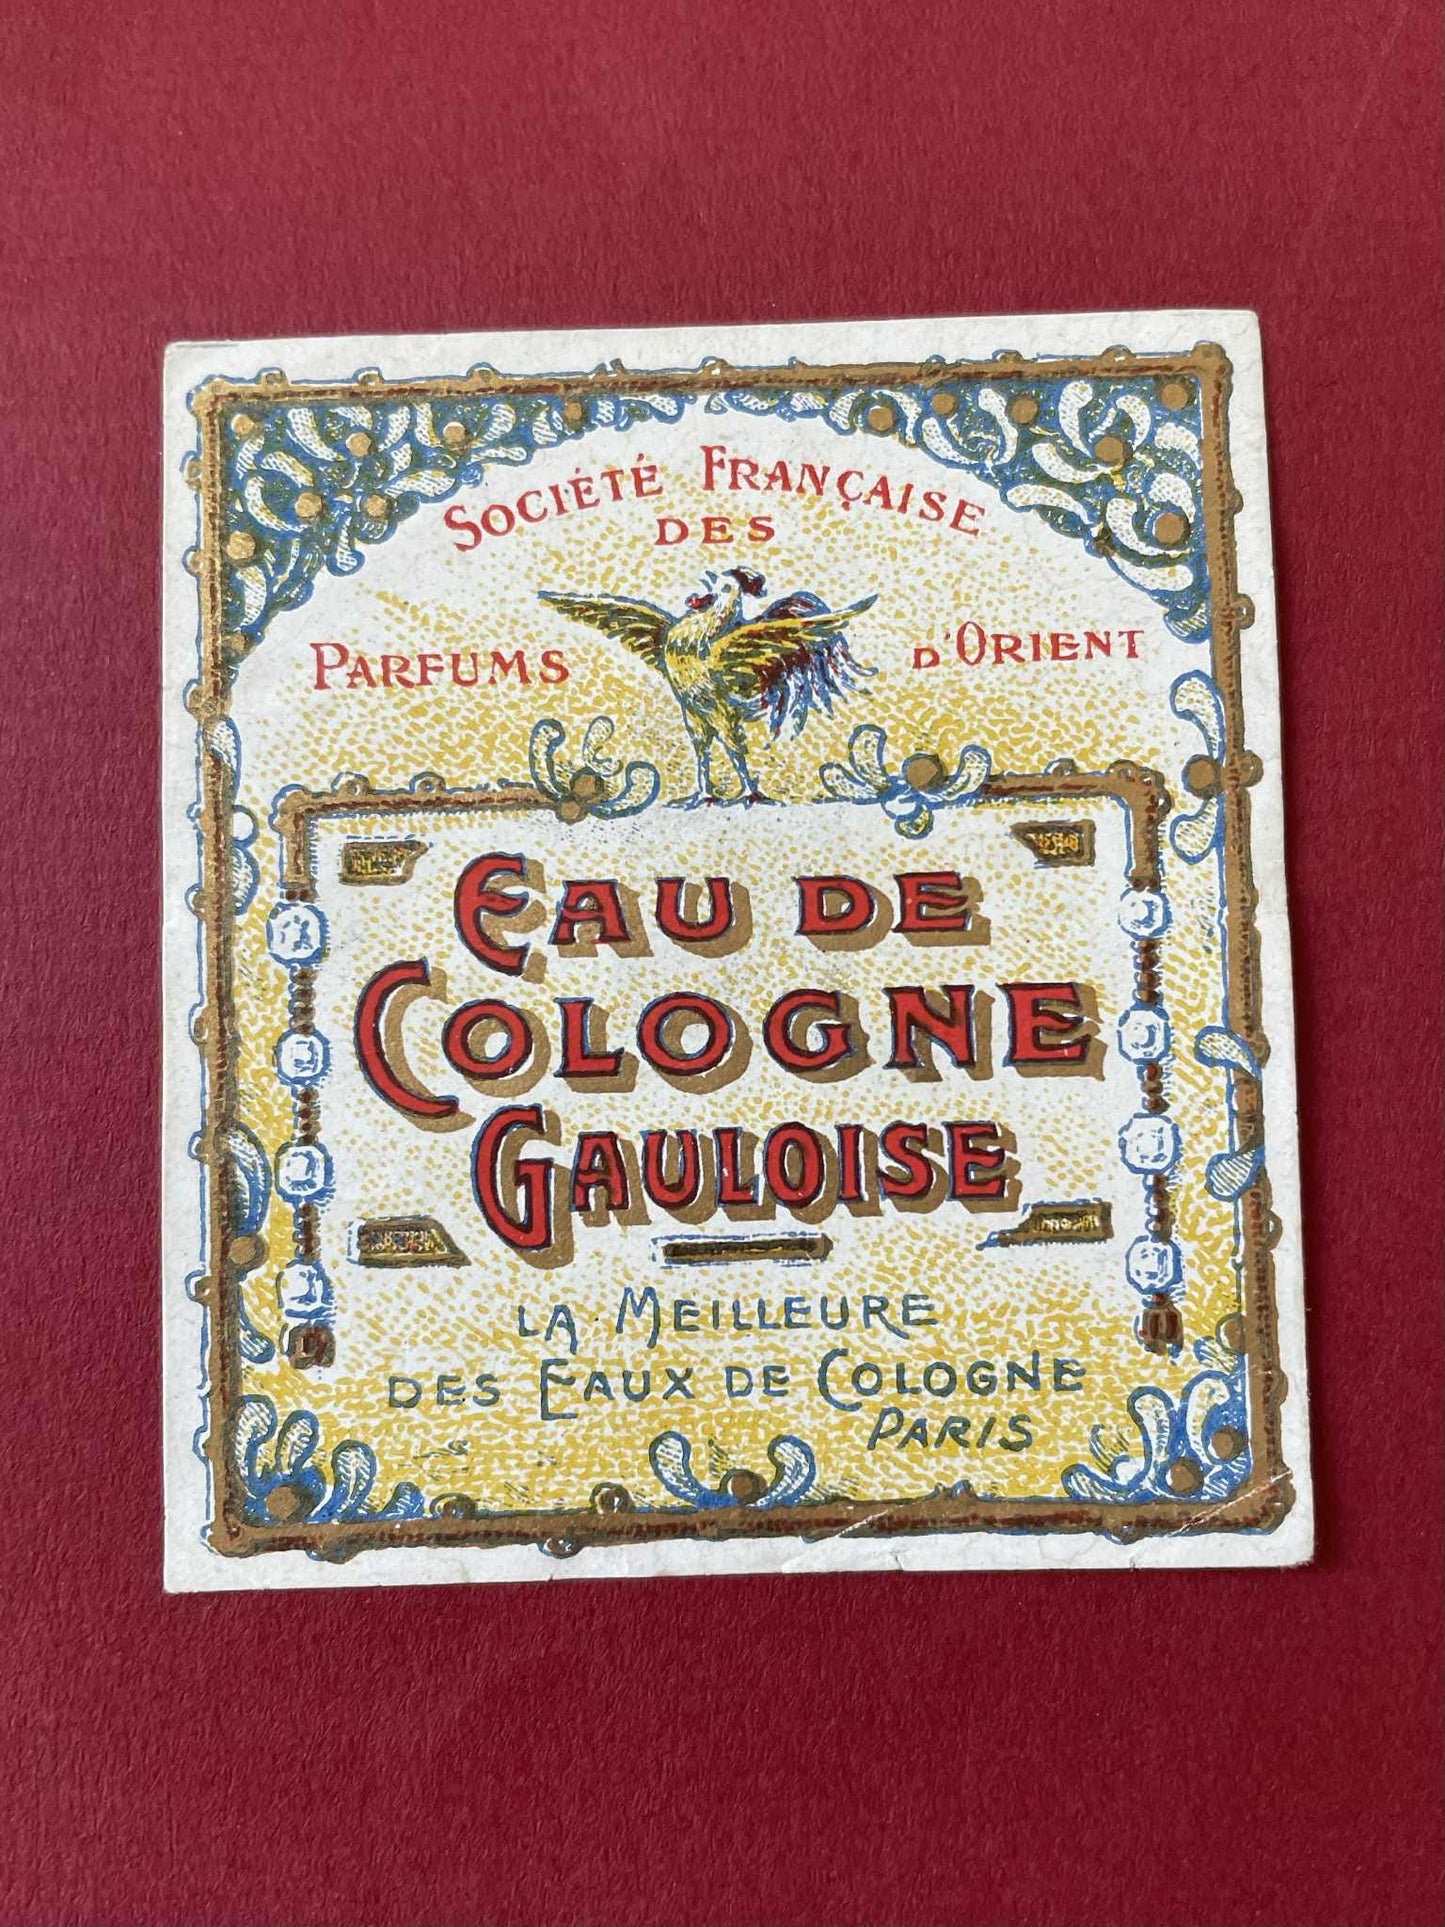 Société Française
des
Parfums d'Orient
Eau de
Cologne
Gauloise
La Meilleure
des Eaux de Cologne
Paris